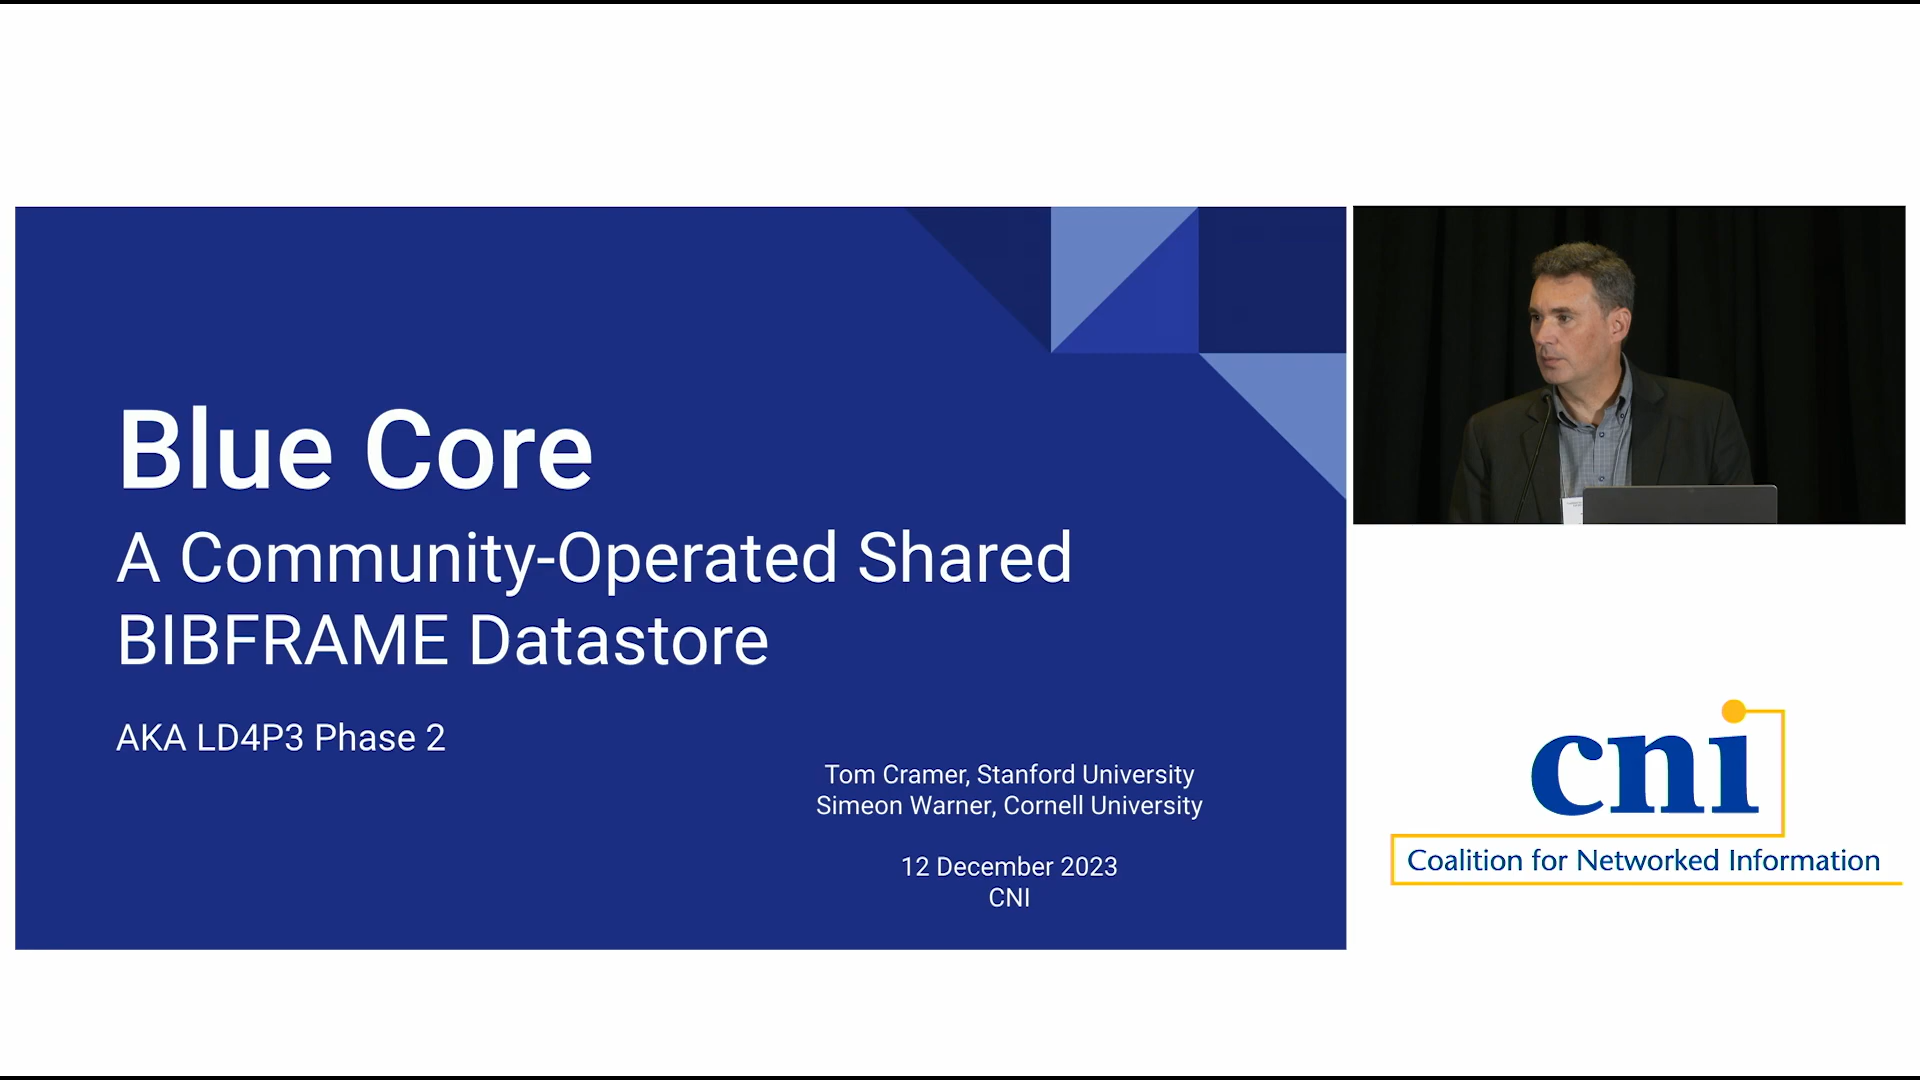 Blue Core
A Community-Operated Shared
BIBFRAME Datastore
AKA LD4P3 Phase 2
Tom Cramer, Stanford University
Simeon Warner, Cornell University
12 December 2023
CNI
cni
Coalition for Networked Information